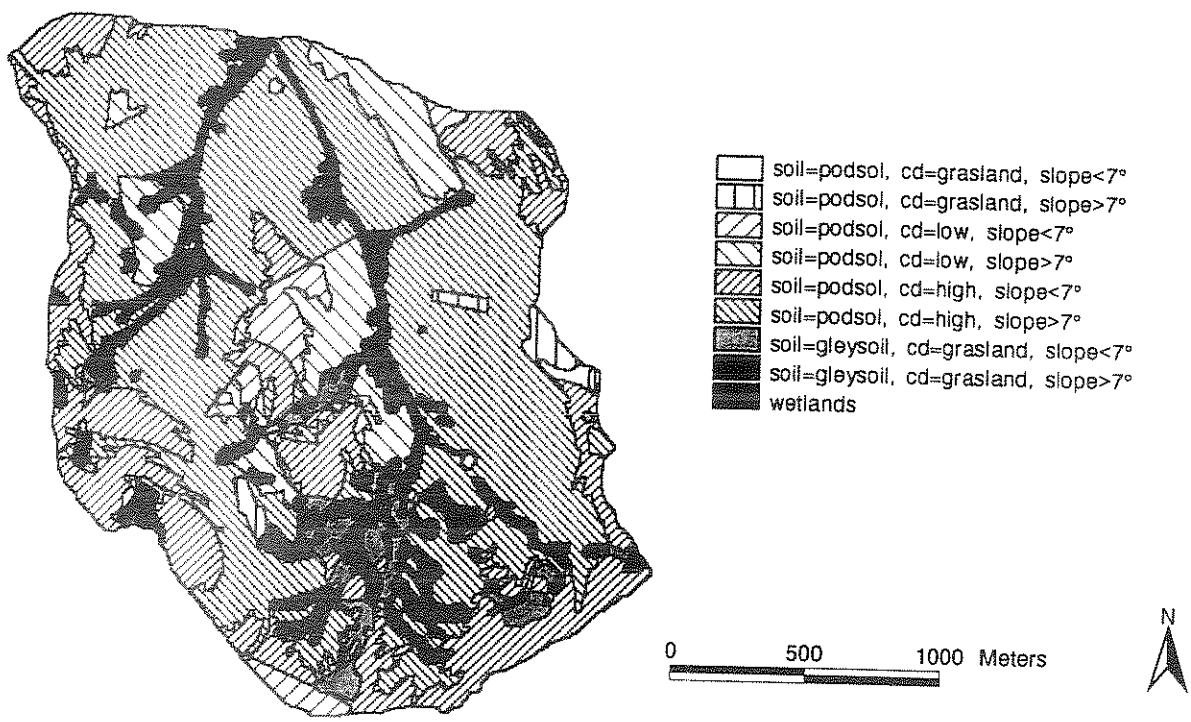 soil=podsol, cd=grasland, slope<7°
soil=podsol, cd=grasland, slope>7°
soil=podsol, cd=low, slope<7°
soil=podsol, cd=low, slope>7°
soil=podsol, cd=high, slope<7°
soil=podsol, cd=high, slope>7°
soil=gleysoil, cd=grasland, slope<7°
soil=gleysoil, cd=grasland, slope>7°
wetlands
N
0 500 1000 Meters